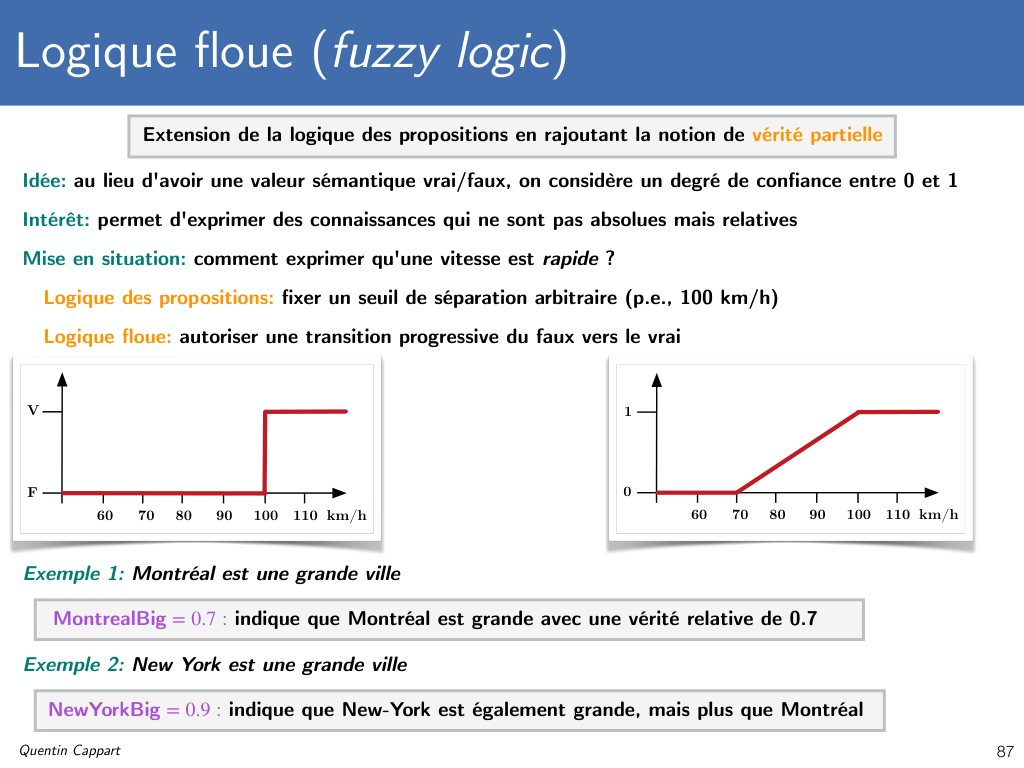 Logique floue (fuzzy logic)
Extension de la logique des propositions en rajoutant la notion de vérité partielle
Idée: au lieu d'avoir une valeur sémantique vrai/faux, on considère un degré de confiance entre 0 et 1
Intérêt: permet d'exprimer des connaissances qui ne sont pas absolues mais relatives
Mise en situation: comment exprimer qu'une vitesse est rapide ?
Logique des propositions: fixer un seuil de séparation arbitraire (p.e., 100 km/h)
Logique floue: autoriser une transition progressive du faux vers le vrai
V
F
60 70 80 90 100 110 km/h
1
0
60 70 80 90 100 110 km/h
Exemple 1: Montréal est une grande ville
MontrealBig = 0.7 : indique que Montréal est grande avec une vérité relative de 0.7
Exemple 2: New York est une grande ville
NewYorkBig = 0.9 : indique que New-York est également grande, mais plus que Montréal
Quentin Cappart
87